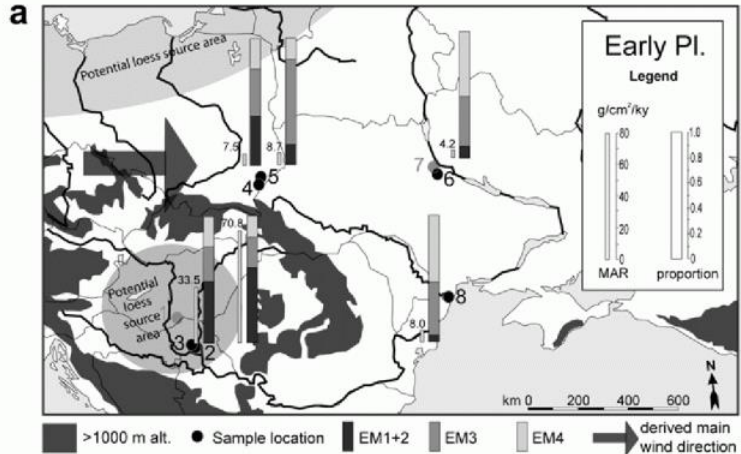 a
Early Pl.
Legend
g/cm²/ky
80
60
40
20
0
MAR
1.0
0.8
0.6
0.4
0.2
0.0
proportion
Potential loess source area
7.5
8.7
4.2
5
4
7
6
70.8
33.5
Potential
loess
source
area
3
2
8.0
8
N
km 0 200 400 600
>1000 m alt.
Sample location
EM1+2
EM3
EM4
derived main
wind direction